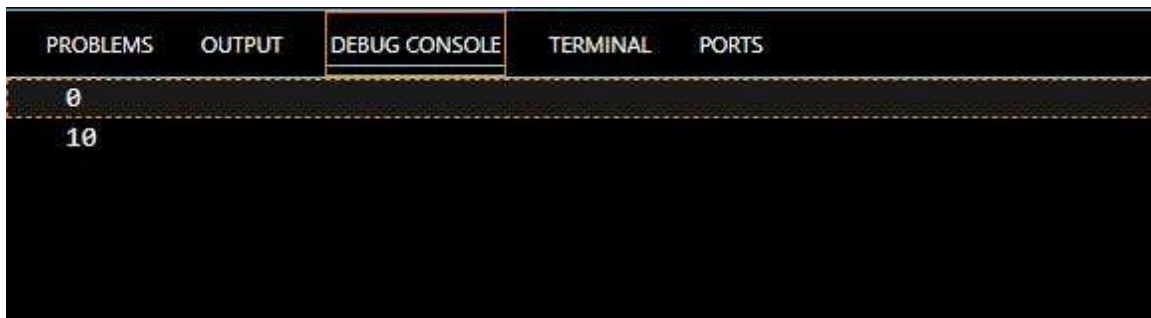 PROBLEMS OUTPUT DEBUG CONSOLE TERMINAL PORTS
0
10